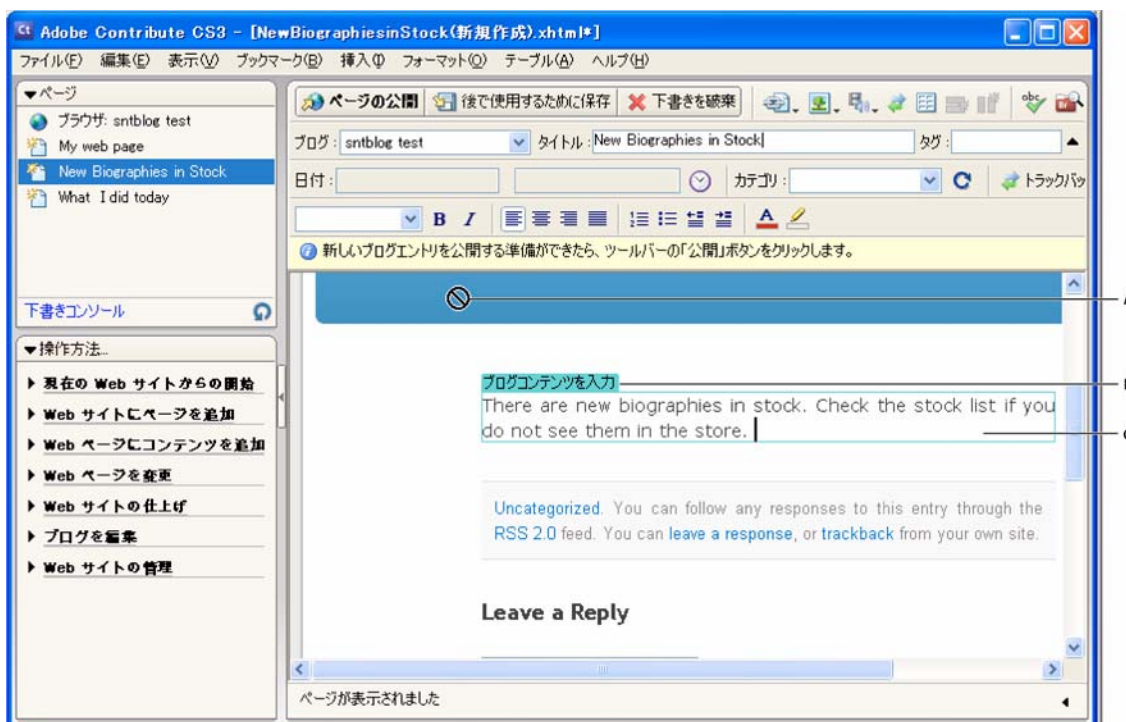 Ct Adobe Contribute CS3 - [NewBiographiesinStock(新規作成).xhtml*]
ファイル(F) 編集(E) 表示(V) ブックマーク(B) 挿入(I) フォーマット(O) テーブル(A) ヘルプ(H)
▼ページ
ブラウザ: sntblog test
My web page
New Biographies in Stock
What I did today
下書きコンソール
▼操作方法...
現在の Web サイトからの開始
Web サイトにページを追加
Web ページにコンテンツを追加
Web ページを変更
Web サイトの仕上げ
ブログを編集
Web サイトの管理
ページの公開 後で使用するために保存 下書きを破棄 abc
ブログ: sntblog test タイトル: New Biographies in Stock タグ:
日付: カテゴリ: トラックバッ
B I A
新しいブログエントリを公開する準備ができたら、ツールバーの「公開」ボタンをクリックします。
ブログコンテンツを入力
There are new biographies in stock. Check the stock list if you
do not see them in the store.
Uncategorized. You can follow any responses to this entry through the
RSS 2.0 feed. You can leave a response, or trackback from your own site.
Leave a Reply
ページが表示されました